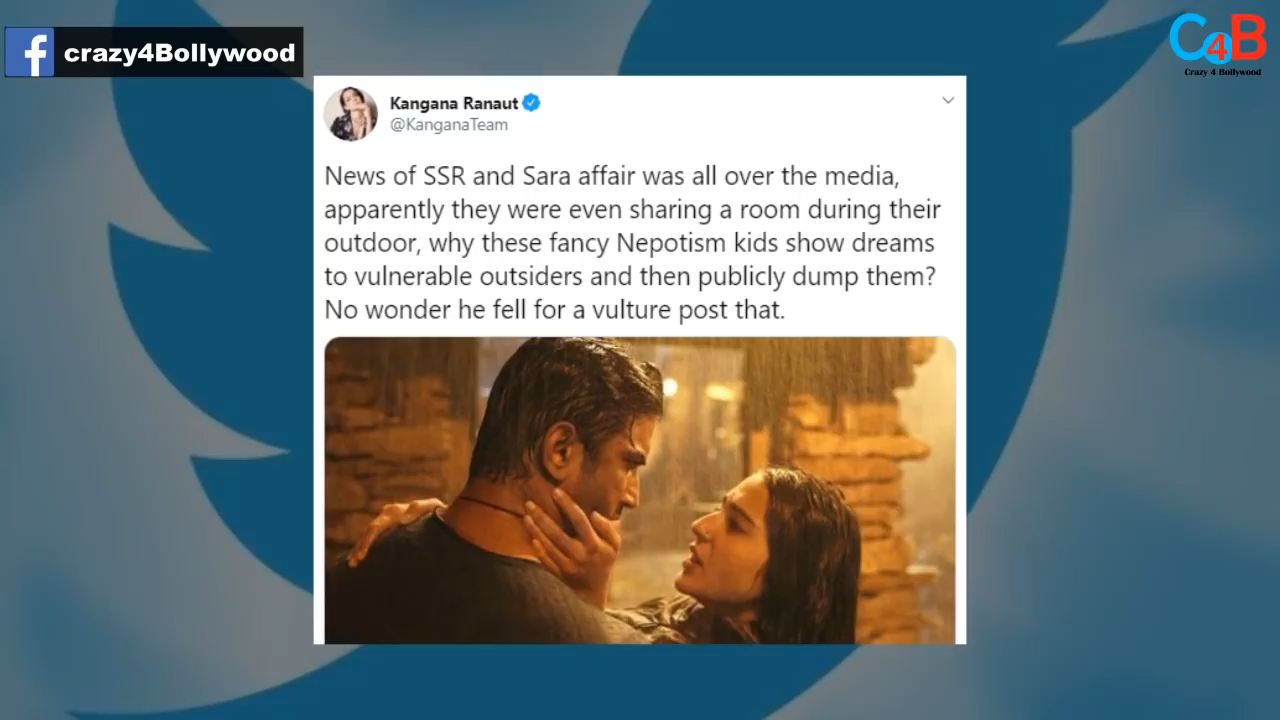 f crazy4Bollywood
C4B
Crazy 4 Bollywood
Kangana Ranaut
@KanganaTeam
News of SSR and Sara affair was all over the media,
apparently they were even sharing a room during their
outdoor, why these fancy Nepotism kids show dreams
to vulnerable outsiders and then publicly dump them?
No wonder he fell for a vulture post that.